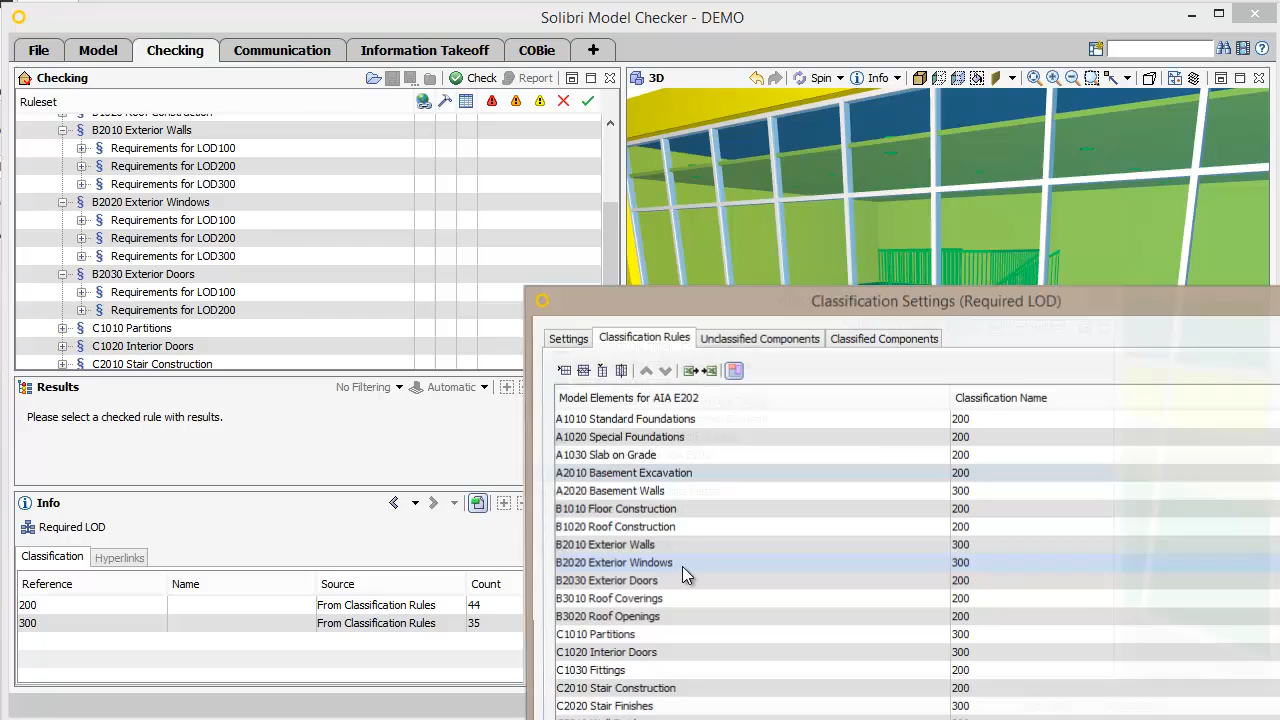 Solibri Model Checker - DEMO
File Model Checking Communication Information Takeoff COBie +
Checking Check Report
3D Spin Info
Ruleset
B2010 Exterior Walls
Requirements for LOD100
Requirements for LOD200
Requirements for LOD300
B2020 Exterior Windows
Requirements for LOD100
Requirements for LOD200
Requirements for LOD300
B2030 Exterior Doors
Requirements for LOD100
Requirements for LOD200
C1010 Partitions
C1020 Interior Doors
C2010 Stair Construction
Results No Filtering Automatic
Please select a checked rule with results.
Info
Required LOD
Classification Hyperlinks
Reference Name Source Count
200 From Classification Rules 44
300 From Classification Rules 35
Classification Settings (Required LOD)
Settings Classification Rules Unclassified Components Classified Components
Model Elements for AIA E202 Classification Name
A1010 Standard Foundations 200
A1020 Special Foundations 200
A1030 Slab on Grade 200
A2010 Basement Excavation 200
A2020 Basement Walls 300
B1010 Floor Construction 200
B1020 Roof Construction 200
B2010 Exterior Walls 300
B2020 Exterior Windows 300
B2030 Exterior Doors 200
B3010 Roof Coverings 200
B3020 Roof Openings 200
C1010 Partitions 300
C1020 Interior Doors 300
C1030 Fittings 200
C2010 Stair Construction 200
C2020 Stair Finishes 300